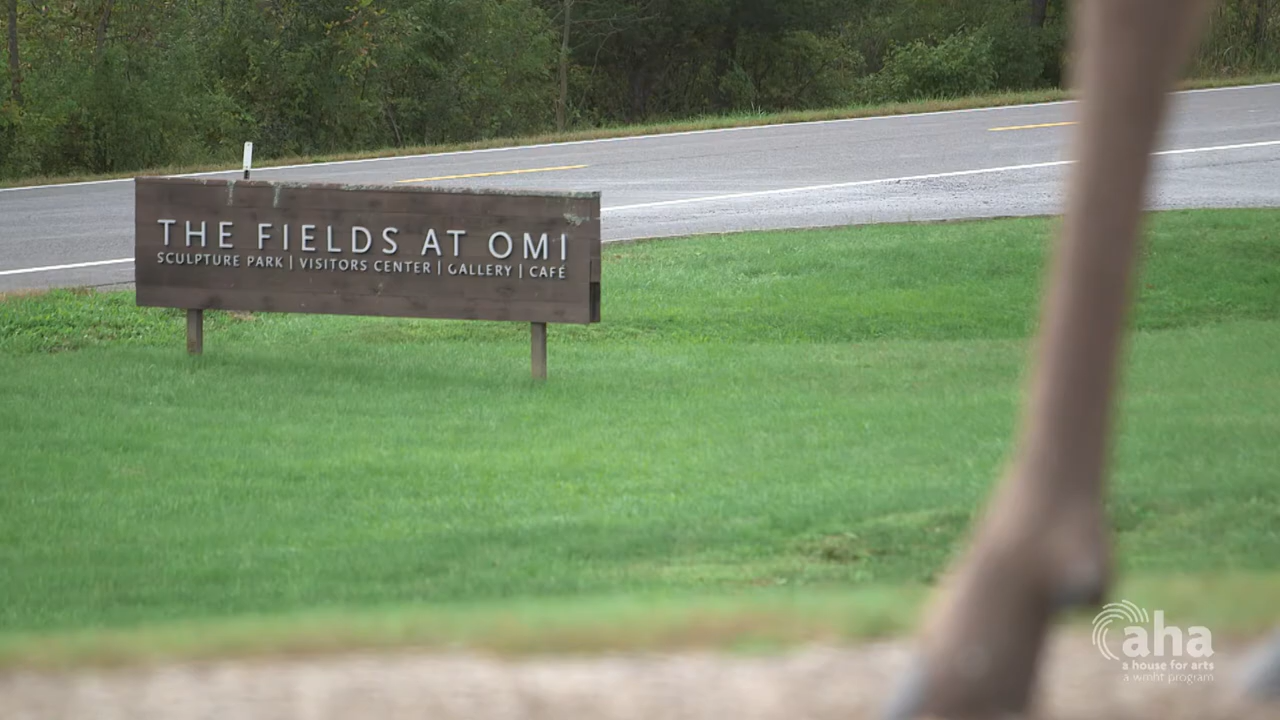 THE FIELDS AT OMI
SCULPTURE PARK | VISITORS CENTER | GALLERY | CAFÉ
aha
a house for arts
a wmht program